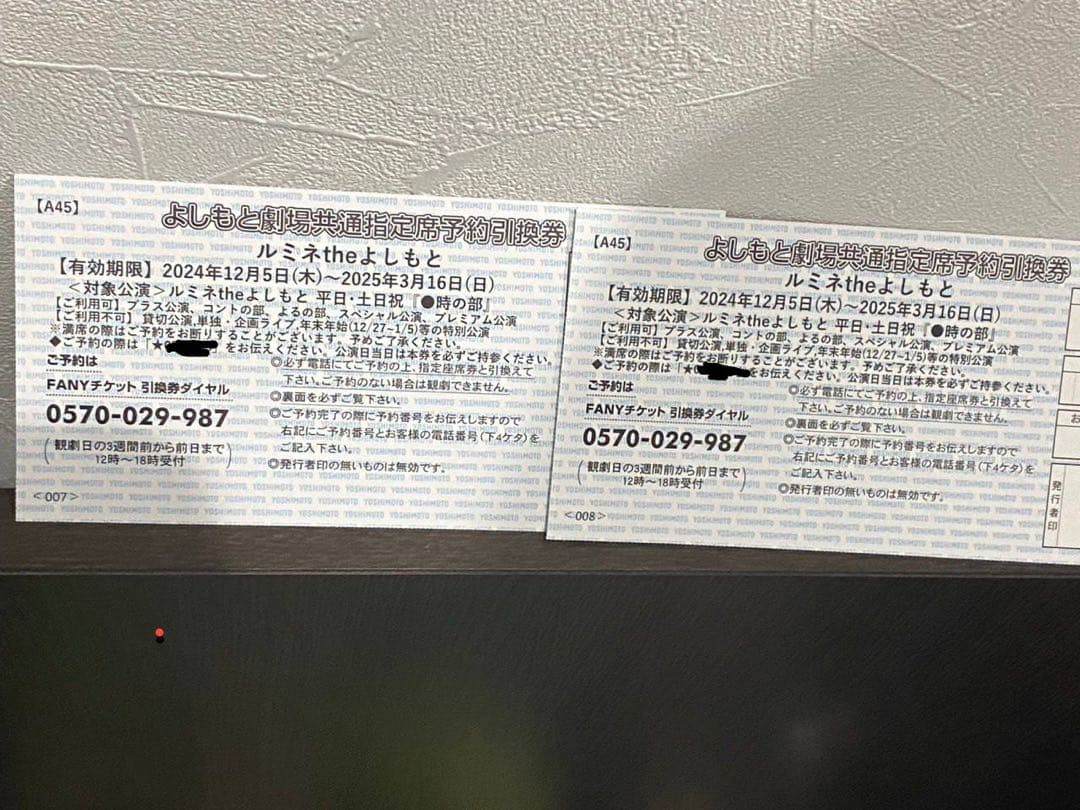 【A45】
よしもと劇場共通指定席予約引換券
ルミネtheよしもと
【有効期限】2024年12月5日(木)～2025年3月16日(日)
＜対象公演＞ルミネtheよしもと 平日・土日祝『●時の部』
【ご利用可】プラス公演、コントの部、よるの部、スペシャル公演、プレミアム公演
【ご利用不可】貸切公演、単独・企画ライブ、年末年始(12/27~1/5)等の特別公演
※満席の際はご予約をお断りすることがございます。予めご了承ください。
◆ご予約の際は「★
をお伝えください。公演日当日は本券を必ずご持参ください。
ご予約は
FANYチケット 引換券ダイヤル
0570-029-987
(観劇日の3週間前から前日まで
12時～18時受付)
◎必ず電話にてご予約の上、指定座席券と引換えて
下さい。ご予約のない場合は観劇できません。
◎裏面を必ずご覧下さい。
◎ご予約完了の際に予約番号をお伝えしますので
右記にご予約番号とお客様の電話番号(下4ケタ)を
ご記入下さい。
◎発行者印の無いものは無効です。
＜007＞
【A45】
よしもと劇場共通指定席予約引換券
ルミネtheよしもと
【有効期限】2024年12月5日(木)～2025年3月16日(日)
＜対象公演＞ルミネtheよしもと 平日・土日祝『●時の部』
【ご利用可】プラス公演、コントの部、よるの部、スペシャル公演、プレミアム公演
【ご利用不可】貸切公演、単独・企画ライブ、年末年始(12/27~1/5)等の特別公演
※満席の際はご予約をお断りすることがございます。予めご了承ください。
◆ご予約の際は「★
をお伝えください。公演日当日は本券を必ずご持参ください。
ご予約は
FANYチケット 引換券ダイヤル
0570-029-987
(観劇日の3週間前から前日まで
12時～18時受付)
◎必ず電話にてご予約の上、指定座席券と引換えて
下さい。ご予約のない場合は観劇できません。
◎裏面を必ずご覧下さい。
◎ご予約完了の際に予約番号をお伝えしますので
右記にご予約番号とお客様の電話番号(下4ケタ)を
ご記入下さい。
◎発行者印の無いものは無効です。
＜008＞
お
発行者印